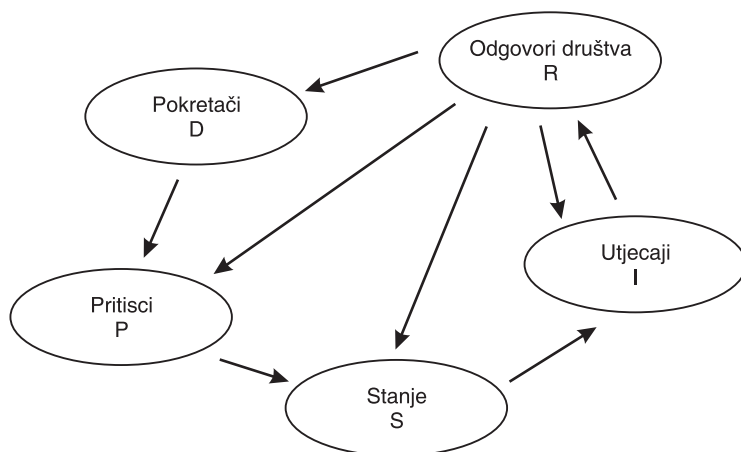 Odgovori društva
R
Pokretači
D
Utjecaji
I
Pritisci
P
Stanje
S